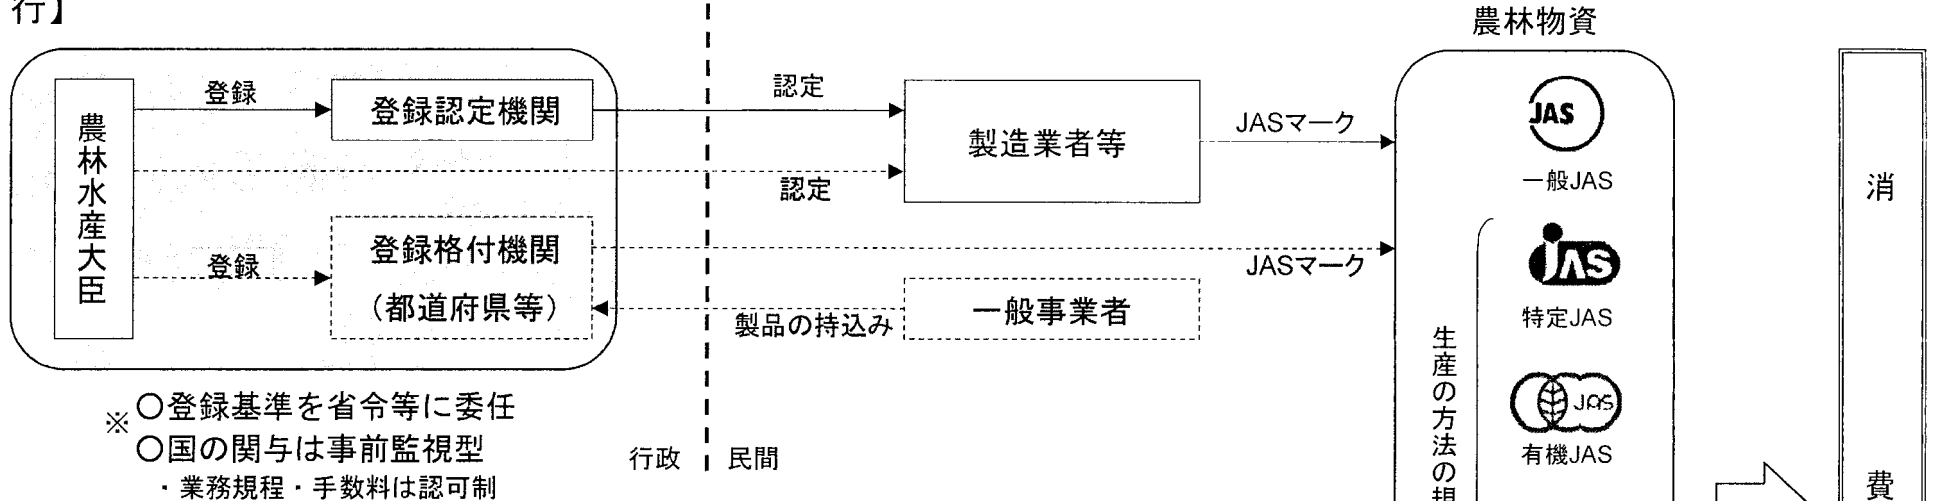 行】
農林物資
農林水産大臣
登録
登録認定機関
認定
製造業者等
JASマーク
認定
登録
登録格付機関
(都道府県等)
JASマーク
製品の持込み
一般事業者
JAS
一般JAS
JAS
特定JAS
JAS
有機JAS
生産の方法の規
消
費
※
〇登録基準を省令等に委任
〇国の関与は事前監視型
・業務規程・手数料は認可制
行政
民間